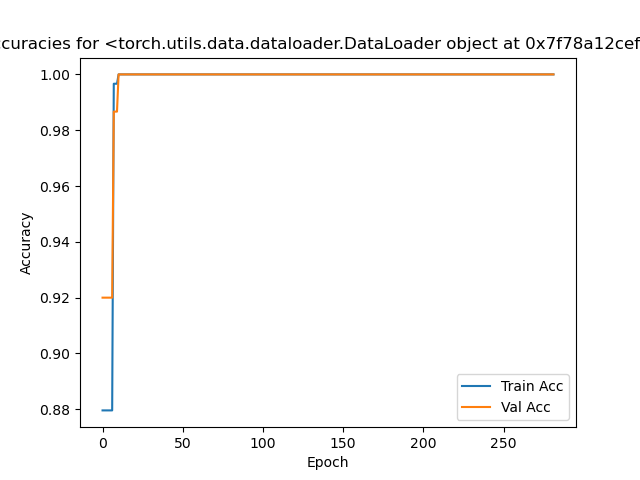 ccuracies for <torch.utils.data.dataloader.DataLoader object at 0x7f78a12cef
1.00
0.98
0.96
0.94
0.92
0.90
0.88
Accuracy
Train Acc
Val Acc
0 50 100 150 200 250
Epoch